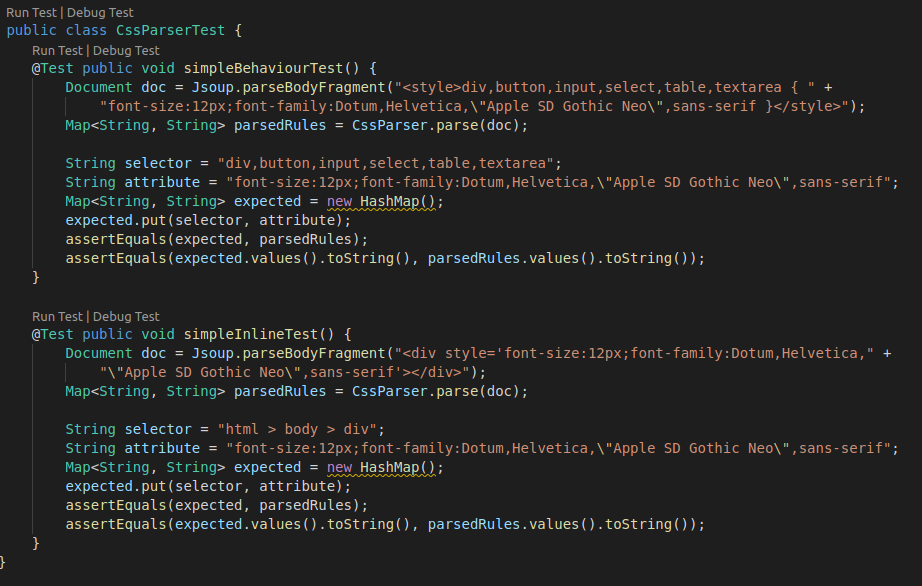 Run Test | Debug Test
public class CssParserTest {
Run Test | Debug Test
@Test public void simpleBehaviourTest() {
Document doc = Jsoup.parseBodyFragment("<style>div,button,input,select,table,textarea { " +
"font-size:12px;font-family:Dotum,Helvetica,\"Apple SD Gothic Neo\",sans-serif }</style>");
Map<String, String> parsedRules = CssParser.parse(doc);
String selector = "div,button,input,select,table,textarea";
String attribute = "font-size:12px;font-family:Dotum,Helvetica,\"Apple SD Gothic Neo\",sans-serif";
Map<String, String> expected = new HashMap();
expected.put(selector, attribute);
assertEquals(expected, parsedRules);
assertEquals(expected.values().toString(), parsedRules.values().toString());
}
Run Test | Debug Test
@Test public void simpleInlineTest() {
Document doc = Jsoup.parseBodyFragment("<div style='font-size:12px;font-family:Dotum,Helvetica," +
"\"Apple SD Gothic Neo\",sans-serif'></div>");
Map<String, String> parsedRules = CssParser.parse(doc);
String selector = "html > body > div";
String attribute = "font-size:12px;font-family:Dotum,Helvetica,\"Apple SD Gothic Neo\",sans-serif";
Map<String, String> expected = new HashMap();
expected.put(selector, attribute);
assertEquals(expected, parsedRules);
assertEquals(expected.values().toString(), parsedRules.values().toString());
}
}